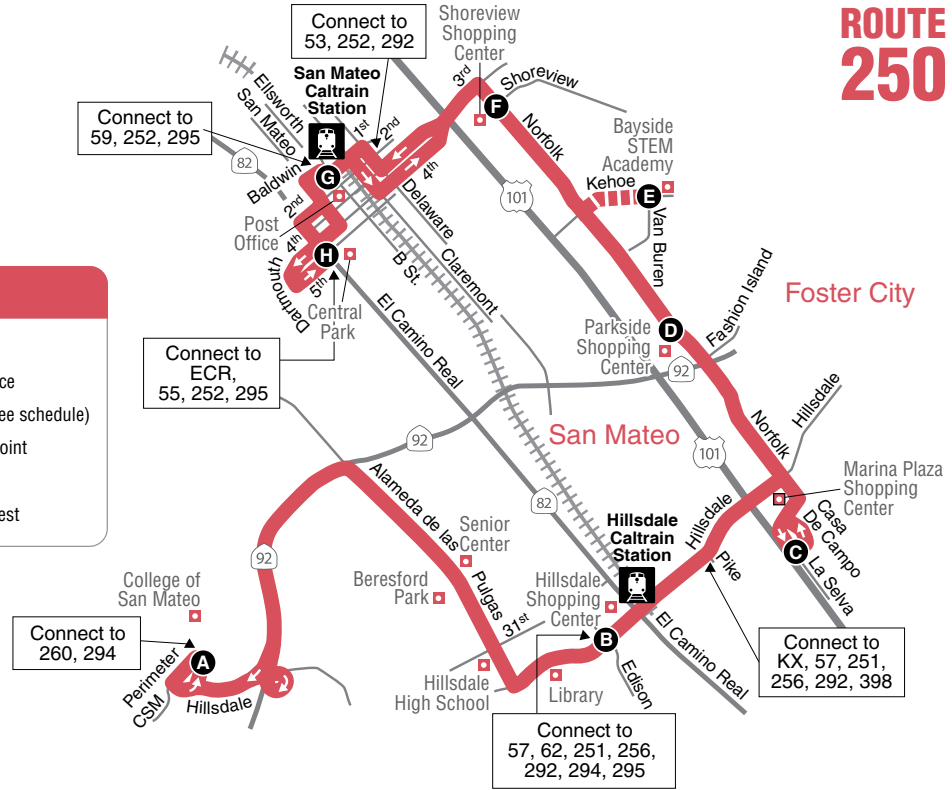 ROUTE
250
Connect to
53, 252, 292
Shoreview
Shopping
Center
San Mateo
Caltrain
Station
Connect to
59, 252, 295
Ellsworth
San Mateo
82
Baldwin
1st
2nd
3rd
4th
F
Shoreview
Norfolk
Bayside
STEM
Academy
Kehoe
E
Van Buren
101
G
2nd
4th
Post
Office
Delaware
Claremont
B St.
H
Dartmouth
5th
Central
Park
El Camino Real
Connect to
ECR,
55, 252, 295
Foster City
Fashion Island
D
Parkside
Shopping
Center
92
San Mateo
101
Norfolk
Hillsdale
Marina Plaza
Shopping
Center
Casa
De Campo
C
La Selva
ce
ee schedule)
oint
est
92
92
Alameda de las
Pulgas
Senior
Center
Beresford
Park
82
Hillsdale
Caltrain
Station
Hillsdale
Pike
Hillsdale
Shopping
Center
B
31st
El Camino Real
Edison
Library
Hillsdale
High School
College of
San Mateo
Connect to
260, 294
A
Perimeter
CSM
Hillsdale
Connect to
KX, 57, 251,
256, 292, 398
Connect to
57, 62, 251, 256,
292, 294, 295